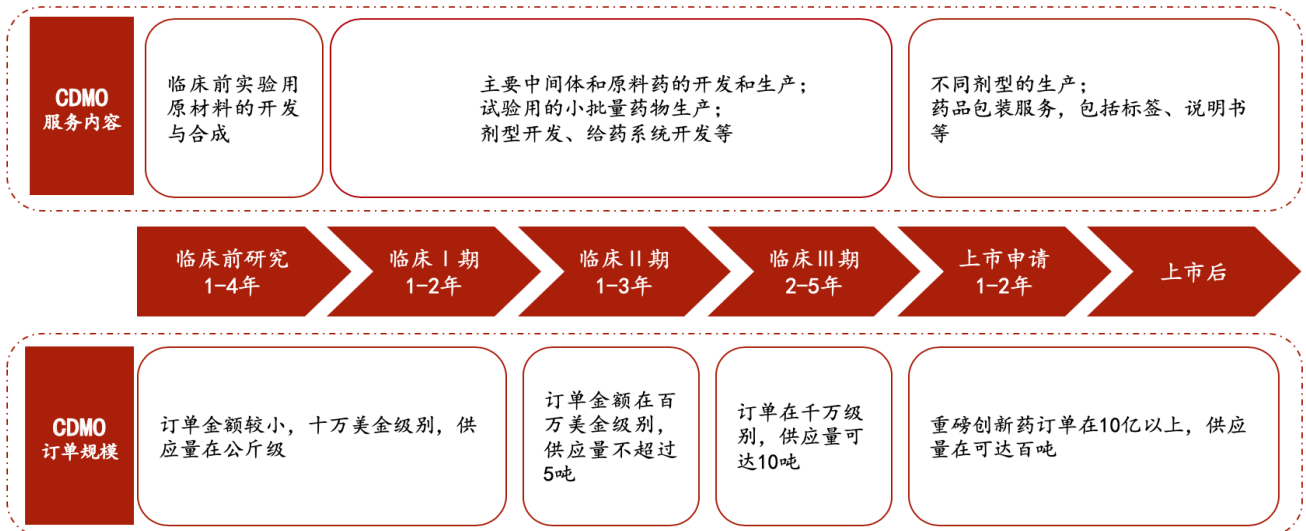 CDMO
服务内容
临床前实验用
原材料的开发
与合成
主要中间体和原料药的开发和生产；
试验用的小批量药物生产；
剂型开发、给药系统开发等
不同剂型的生产；
药品包装服务，包括标签、说明书
等
临床前研究
1-4年
临床Ⅰ期
1-2年
临床Ⅱ期
1-3年
临床Ⅲ期
2-5年
上市申请
1-2年
上市后
CDMO
订单规模
订单金额较小，十万美金级别，供
应量在公斤级
订单金额在百
万美金级别，
供应量不超过
5吨
订单在千万级
别，供应量可
达10吨
重磅创新药订单在10亿以上，供应
量在可达百吨